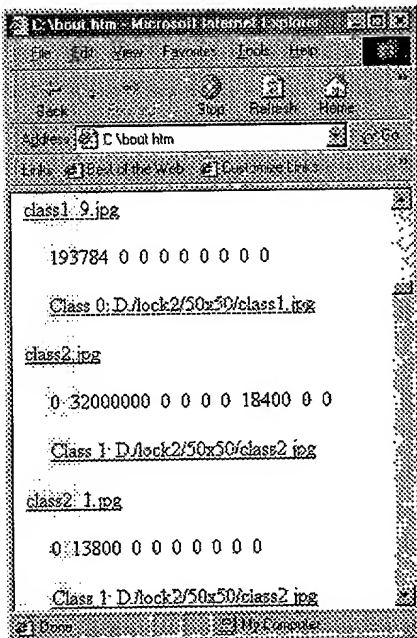 C:\bout.htm - Microsoft Internet Explorer
File Edit View Favorites Tools Help
Back Stop Refresh Home
Address C:\bout.htm Go
Links Best of the Web Customize Links
class1_9.jpg
193784 0 0 0 0 0 0 0 0
Class 0: D:/lock2/50x50/class1.jpg
class2.jpg
0 32000000 0 0 0 0 18400 0 0
Class 1: D:/lock2/50x50/class2.jpg
class2_1.jpg
0 13800 0 0 0 0 0 0 0
Class 1: D:/lock2/50x50/class2.jpg
Done My Computer